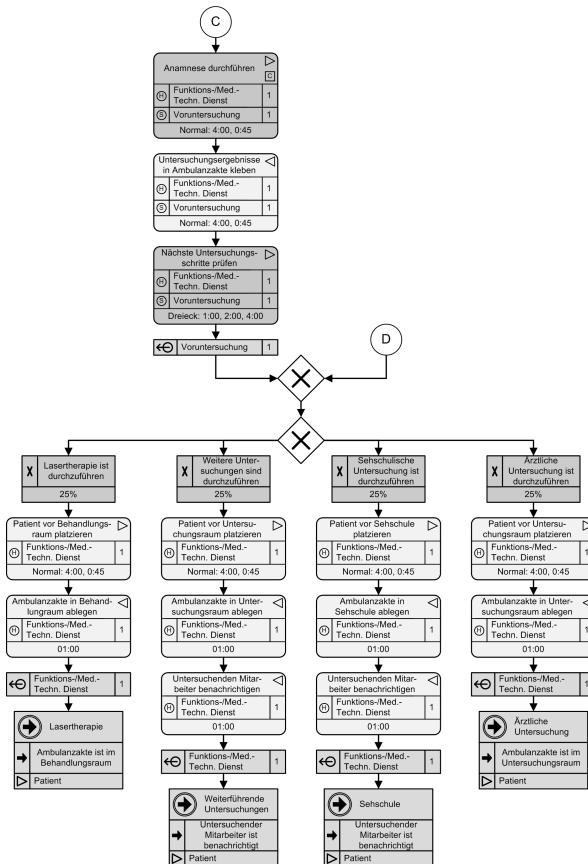 C
Anamnese durchführen
C
H
Funktions-/Med.-
Techn. Dienst
1
S
Voruntersuchung
1
Normal: 4:00, 0:45
Untersuchungsergebnisse
in Ambulanzakte kleben
H
Funktions-/Med.-
Techn. Dienst
1
S
Voruntersuchung
1
Normal: 4:00, 0:45
Nächste Untersuchungs-
schritte prüfen
H
Funktions-/Med.-
Techn. Dienst
1
S
Voruntersuchung
1
Dreieck: 1:00, 2:00, 4:00
Voruntersuchung
1
D
X
Lasertherapie ist
durchzuführen
25%
Patient vor Behandlungs-
raum platzieren
H
Funktions-/Med.-
Techn. Dienst
1
Normal: 4:00, 0:45
Ambulanzakte in Behand-
lungraum ablegen
H
Funktions-/Med.-
Techn. Dienst
1
01:00
Funktions-/Med.-
Techn. Dienst
1
Lasertherapie
Ambulanzakte ist im
Behandlungsraum
Patient
X
Weitere Unter-
suchungen sind
durchzuführen
25%
Patient vor Untersu-
chungsraum platzieren
H
Funktions-/Med.-
Techn. Dienst
1
Normal: 4:00, 0:45
Ambulanzakte in Unter-
suchungsraum ablegen
H
Funktions-/Med.-
Techn. Dienst
1
01:00
Untersuchenden Mitar-
beiter benachrichtigen
H
Funktions-/Med.-
Techn. Dienst
1
01:00
Funktions-/Med.-
Techn. Dienst
1
Weiterführende
Untersuchungen
Untersuchender
Mitarbeiter ist
benachrichtigt
Patient
X
Sehschulische
Untersuchung ist
durchzuführen
25%
Patient vor Sehschule
platzieren
H
Funktions-/Med.-
Techn. Dienst
1
Normal: 4:00, 0:45
Ambulanzakte in
Sehschule ablegen
H
Funktions-/Med.-
Techn. Dienst
1
01:00
Untersuchenden Mitar-
beiter benachrichtigen
H
Funktions-/Med.-
Techn. Dienst
1
01:00
Funktions-/Med.-
Techn. Dienst
1
Sehschule
Untersuchender
Mitarbeiter ist
benachrichtigt
Patient
X
Ärztliche
Untersuchung ist
durchzuführen
25%
Patient vor Untersu-
chungsraum platzieren
H
Funktions-/Med.-
Techn. Dienst
1
Normal: 4:00, 0:45
Ambulanzakte in Unter-
suchungsraum ablegen
H
Funktions-/Med.-
Techn. Dienst
1
01:00
Funktions-/Med.-
Techn. Dienst
1
Ärztliche
Untersuchung
Ambulanzakte ist im
Untersuchungsraum
Patient